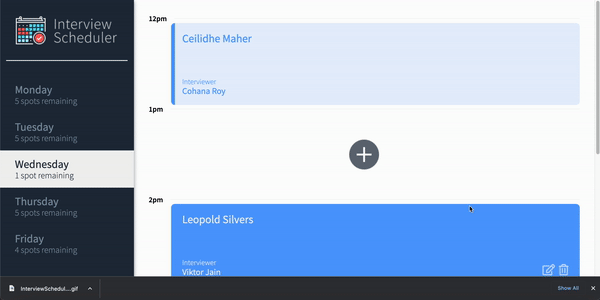 Interview
Scheduler
Monday
5 spots remaining
Tuesday
5 spots remaining
Wednesday
1 spot remaining
Thursday
5 spots remaining
Friday
4 spots remaining
12pm
Ceilidhe Maher
Interviewer
Cohana Roy
1pm
2pm
Leopold Silvers
Interviewer
Viktor Jain
InterviewSchedul....gif
Show All